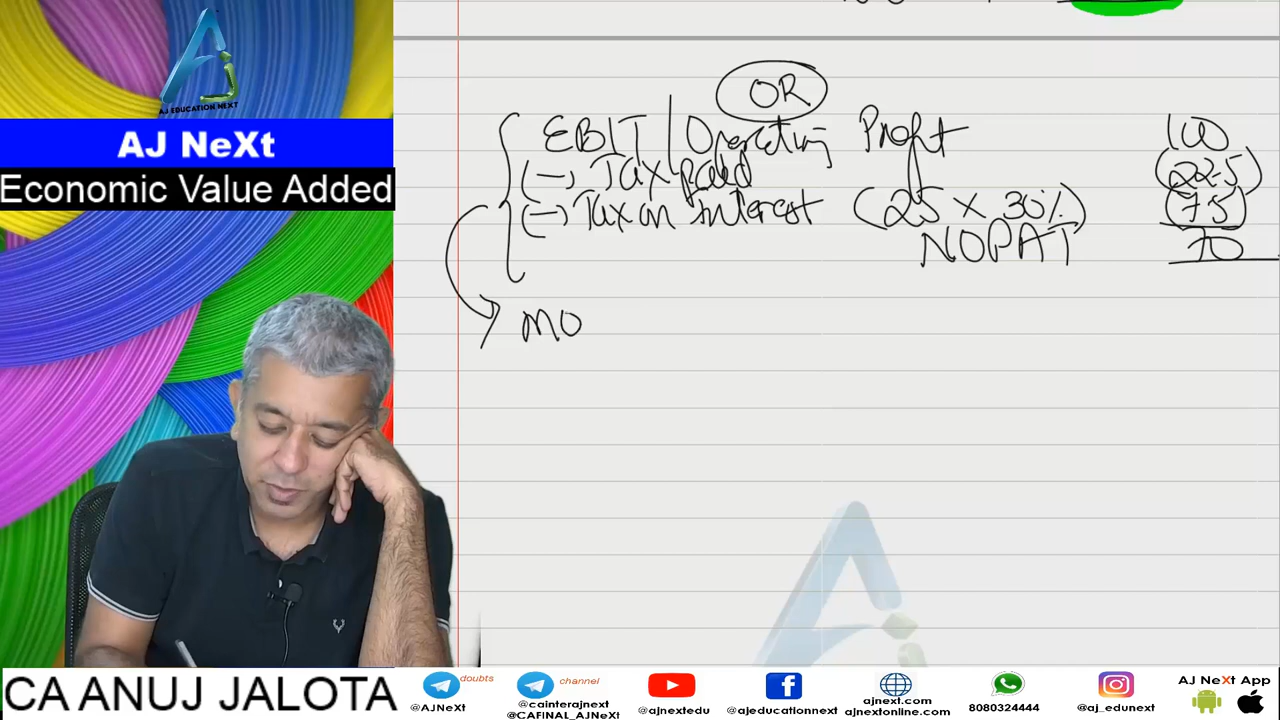 AJ EDUCATION NEXT
AJ NeXt
Economic Value Added
OR
EBIT | Operating Profit 100
(-) Tax paid (22.5)
(-) Tax on interest (25 x 30%) (7.5)
NOPAT 70
MO
CA ANUJ JALOTA
doubts
@AJNeXt
channel
@cainterajnext
@CAFINAL_AJNeXt
@ajnextedu
@ajeducationnext
ajnext.com
ajnextonline.com
8080324444
@aj_edunext
AJ NeXt App